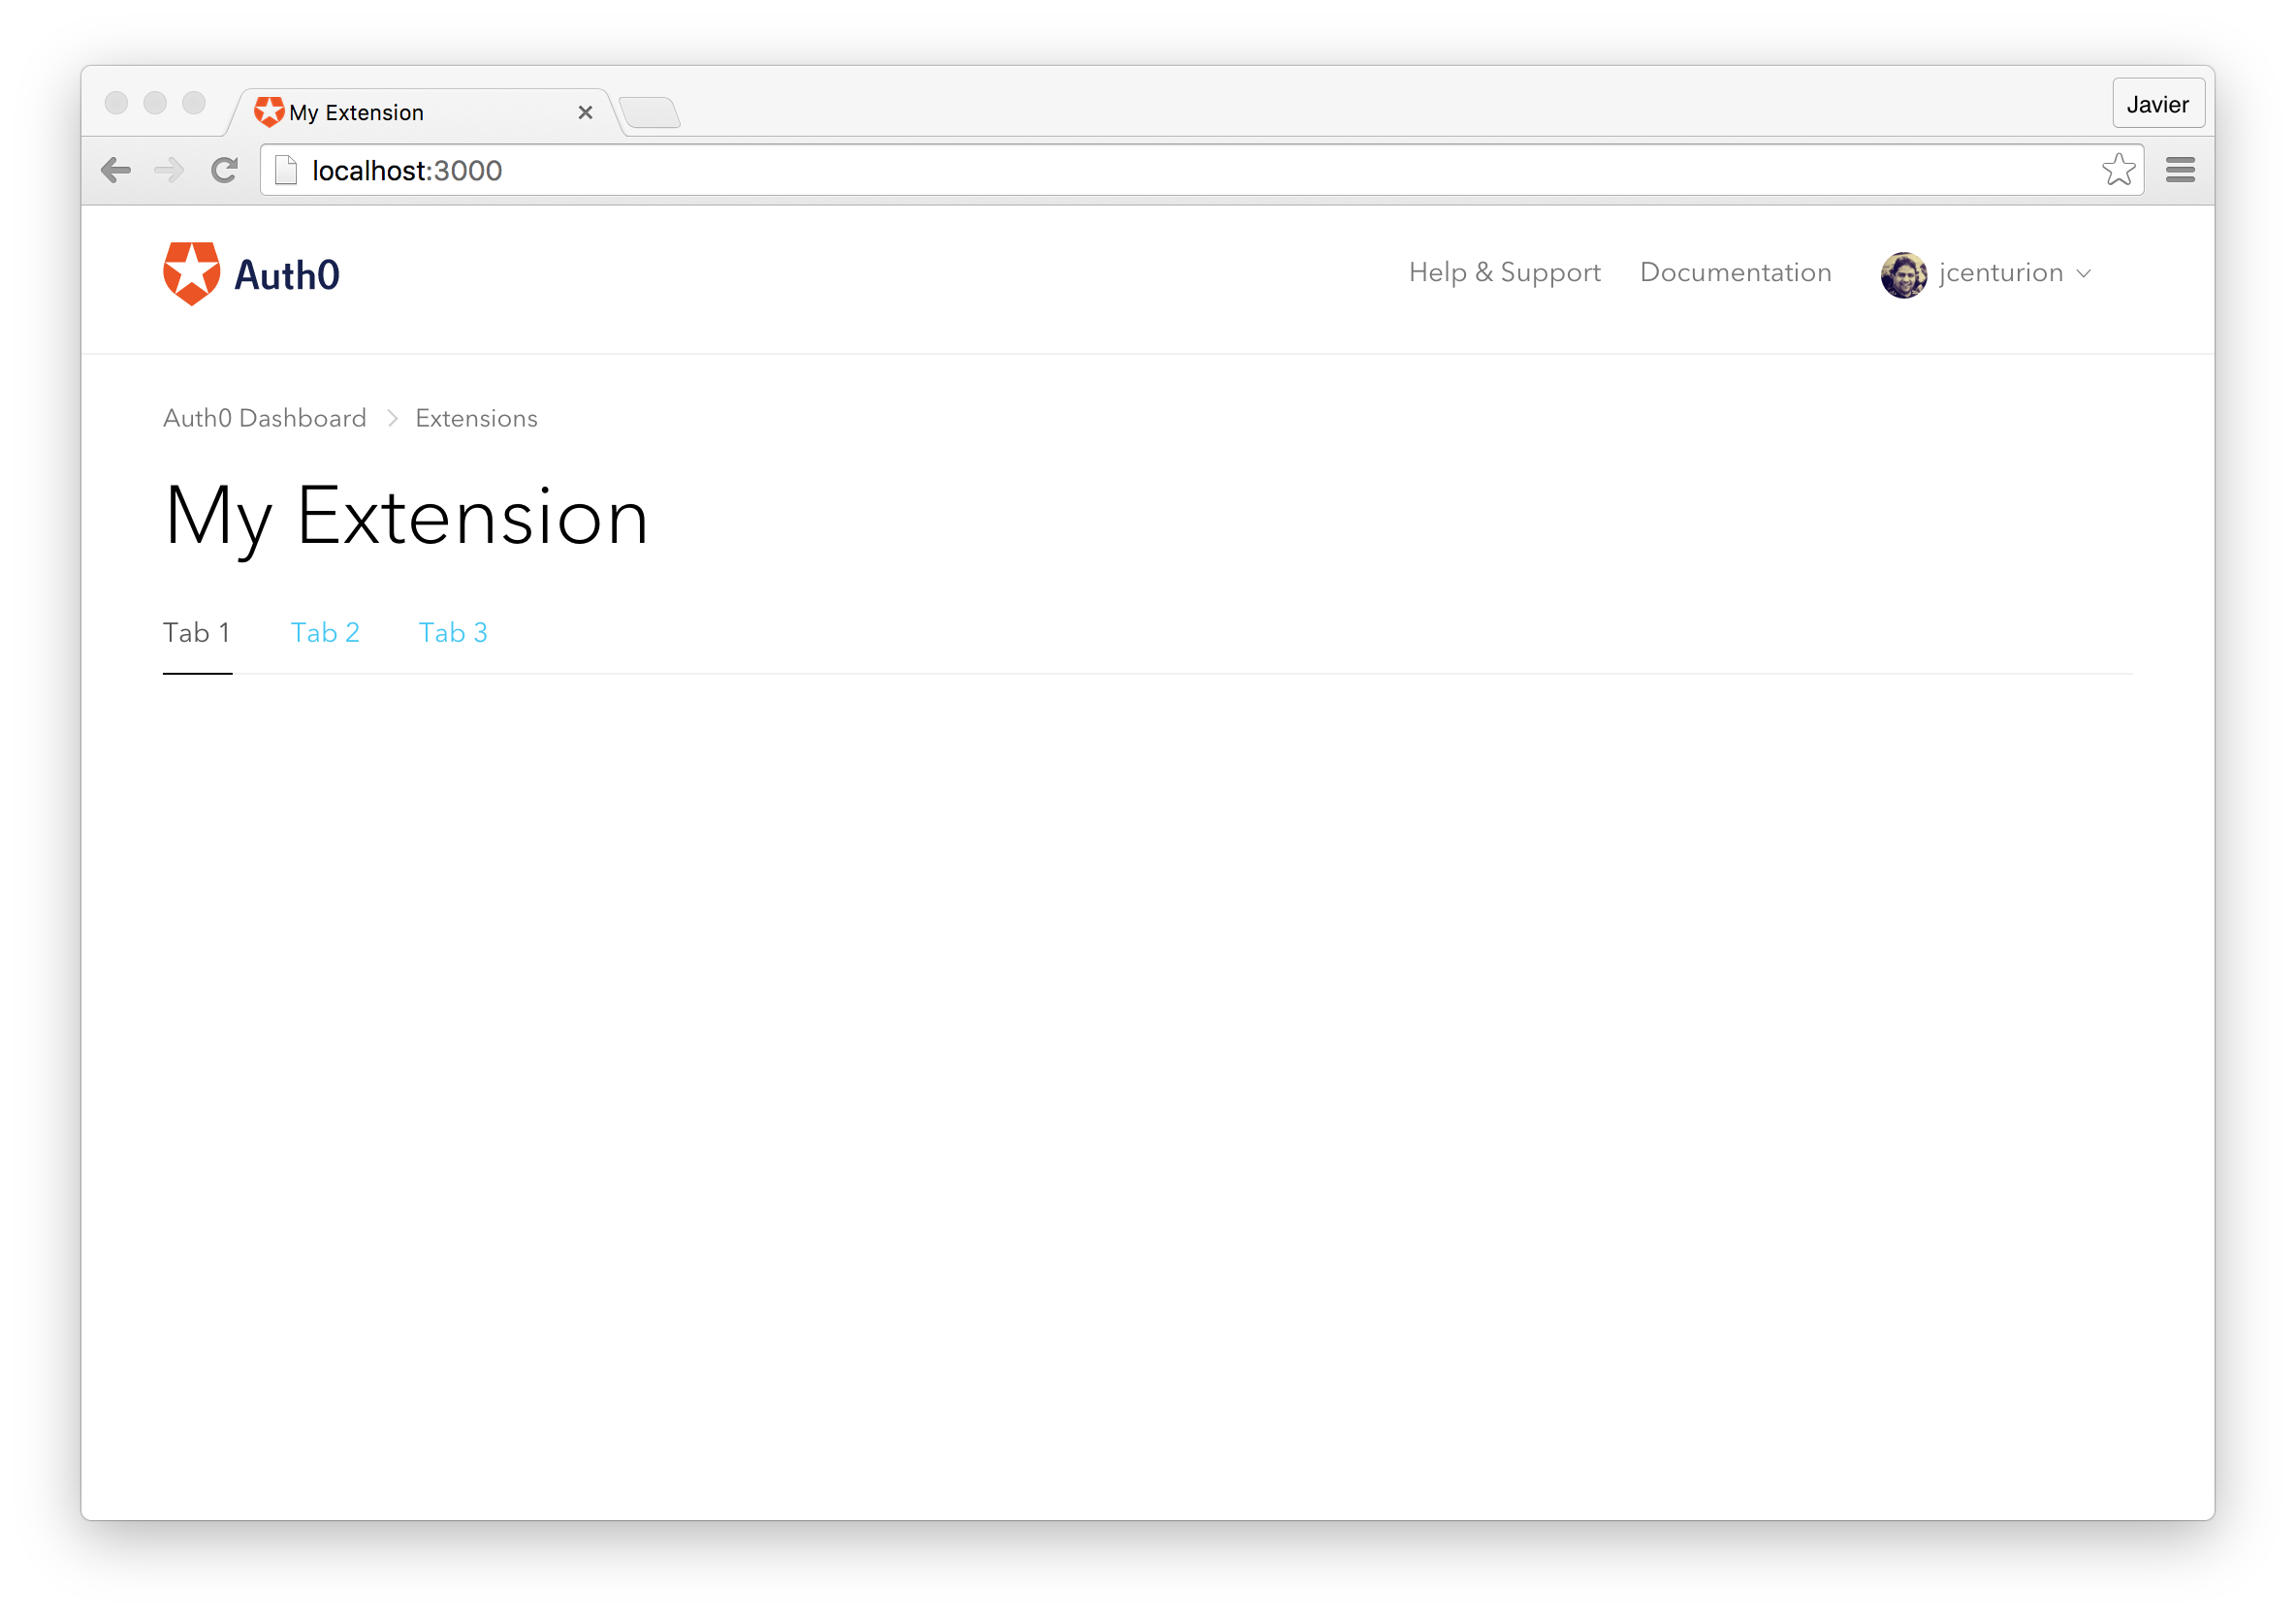 My Extension
Javier
localhost:3000
Auth0
Help & Support Documentation jcenturion
Auth0 Dashboard Extensions
My Extension
Tab 1 Tab 2 Tab 3